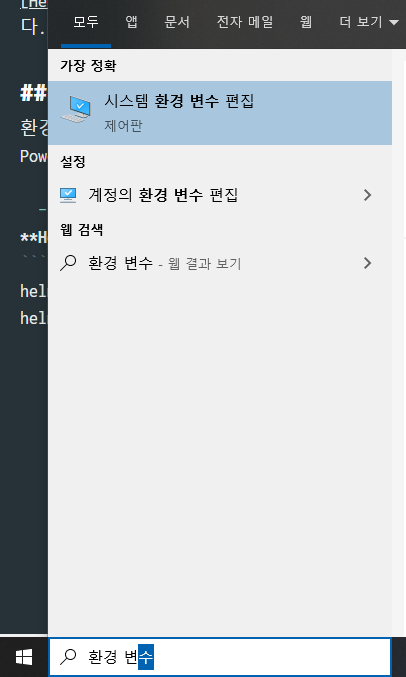 다.
##
모두 앱 문서 전자 메일 웹 더 보기
가장 정확
시스템 환경 변수 편집
제어판
설정
계정의 환경 변수 편집
웹 검색
환경 변수 - 웹 결과 보기
환경
Pow
-
**He
```
helm
helm
환경 변수